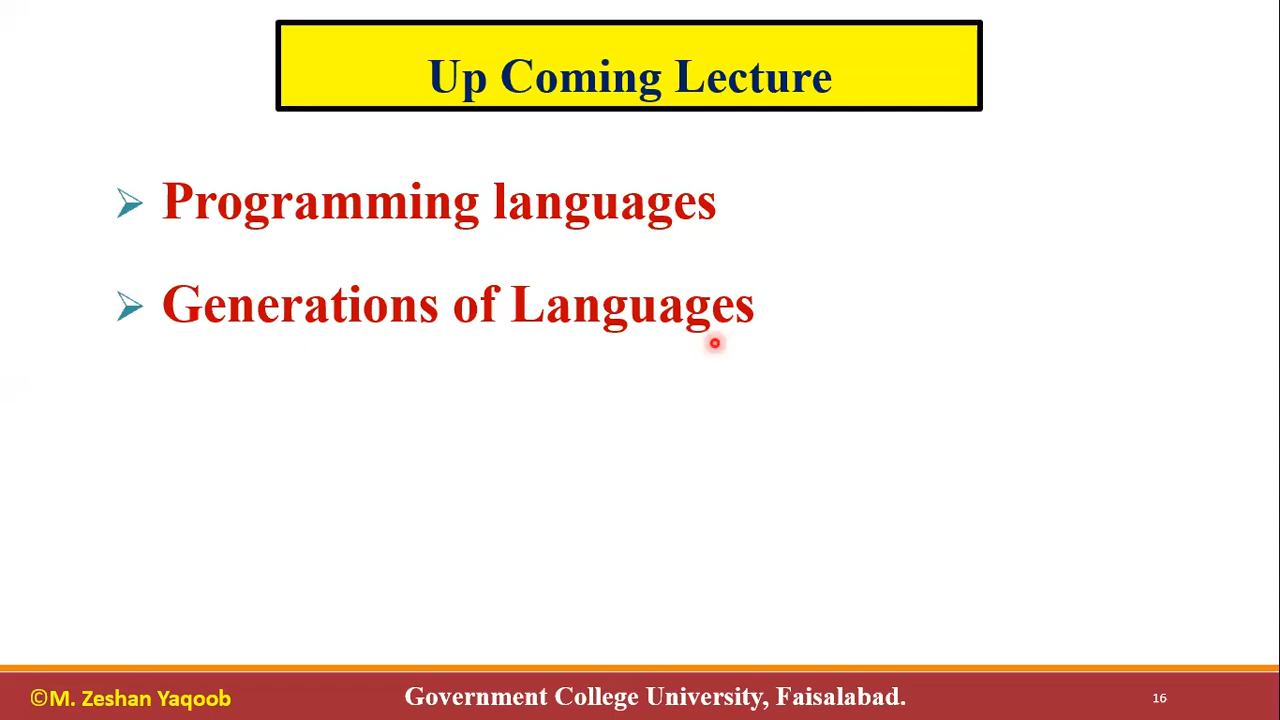 Up Coming Lecture
Programming languages
Generations of Languages
©M. Zeshan Yaqoob
Government College University, Faisalabad.
16